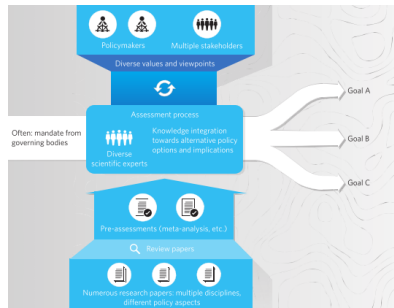 Policymakers
Multiple stakeholders
Diverse values and viewpoints
Assessment process
Often: mandate from
governing bodies
Diverse
scientific experts
Knowledge integration
towards alternative policy
options and implications
Goal A
Goal B
Goal C
Pre-assessments (meta-analysis, etc.)
Review papers
Numerous research papers: multiple disciplines,
different policy aspects